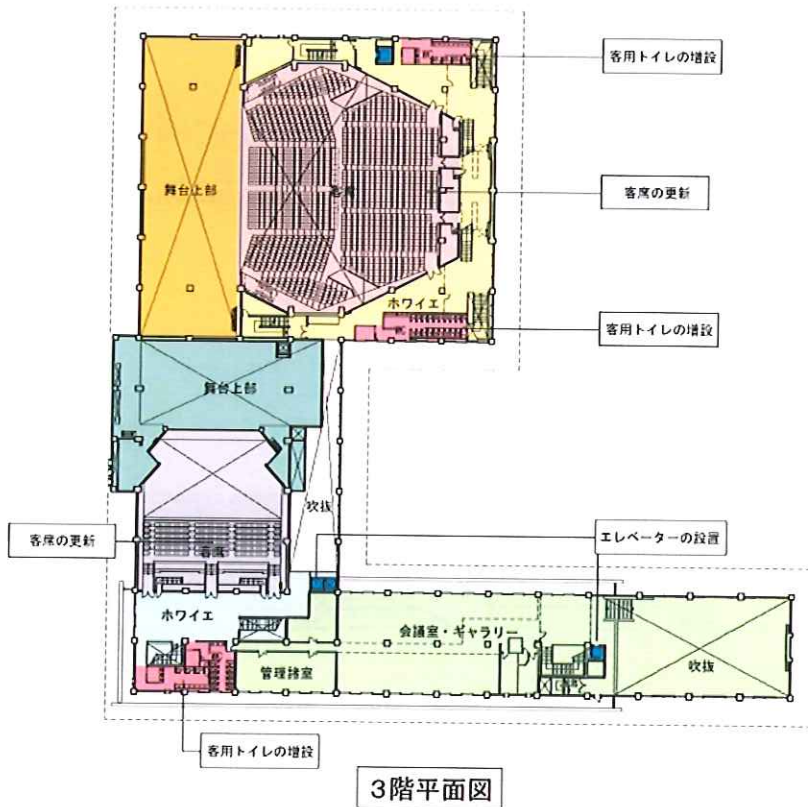 客用トイレの増設
舞台上部
客席
客席の更新
ホワイエ
客用トイレの増設
舞台上部
吹抜
客席の更新
客席
エレベーターの設置
ホワイエ
会議室・ギャラリー
管理諸室
吹抜
客用トイレの増設
3階平面図